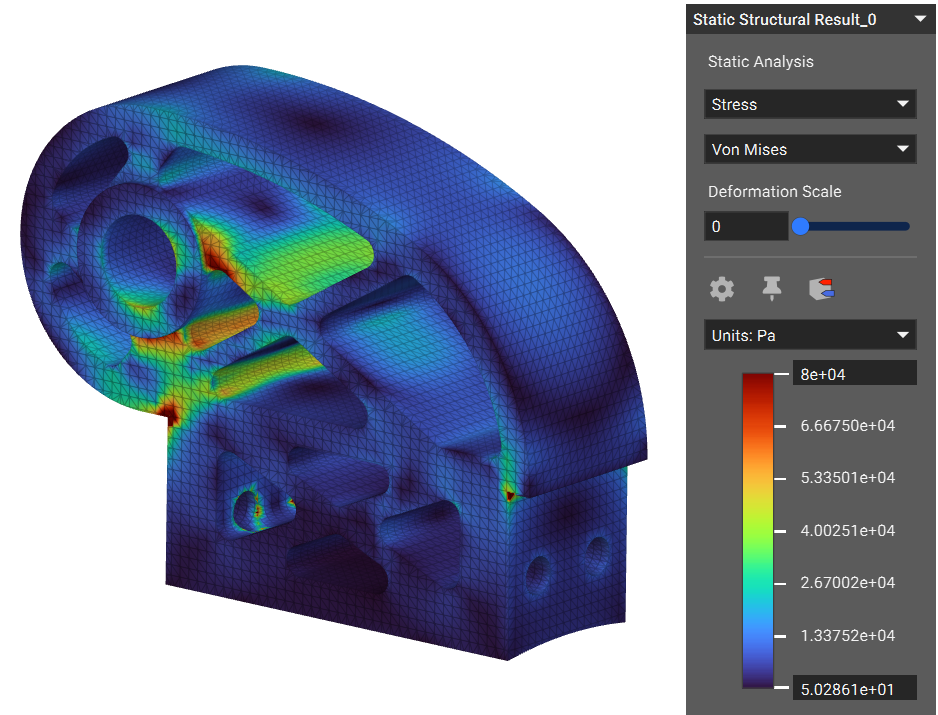 Static Structural Result_0
Static Analysis
Stress
Von Mises
Deformation Scale
0
Units: Pa
8e+04
6.66750e+04
5.33501e+04
4.00251e+04
2.67002e+04
1.33752e+04
5.02861e+01